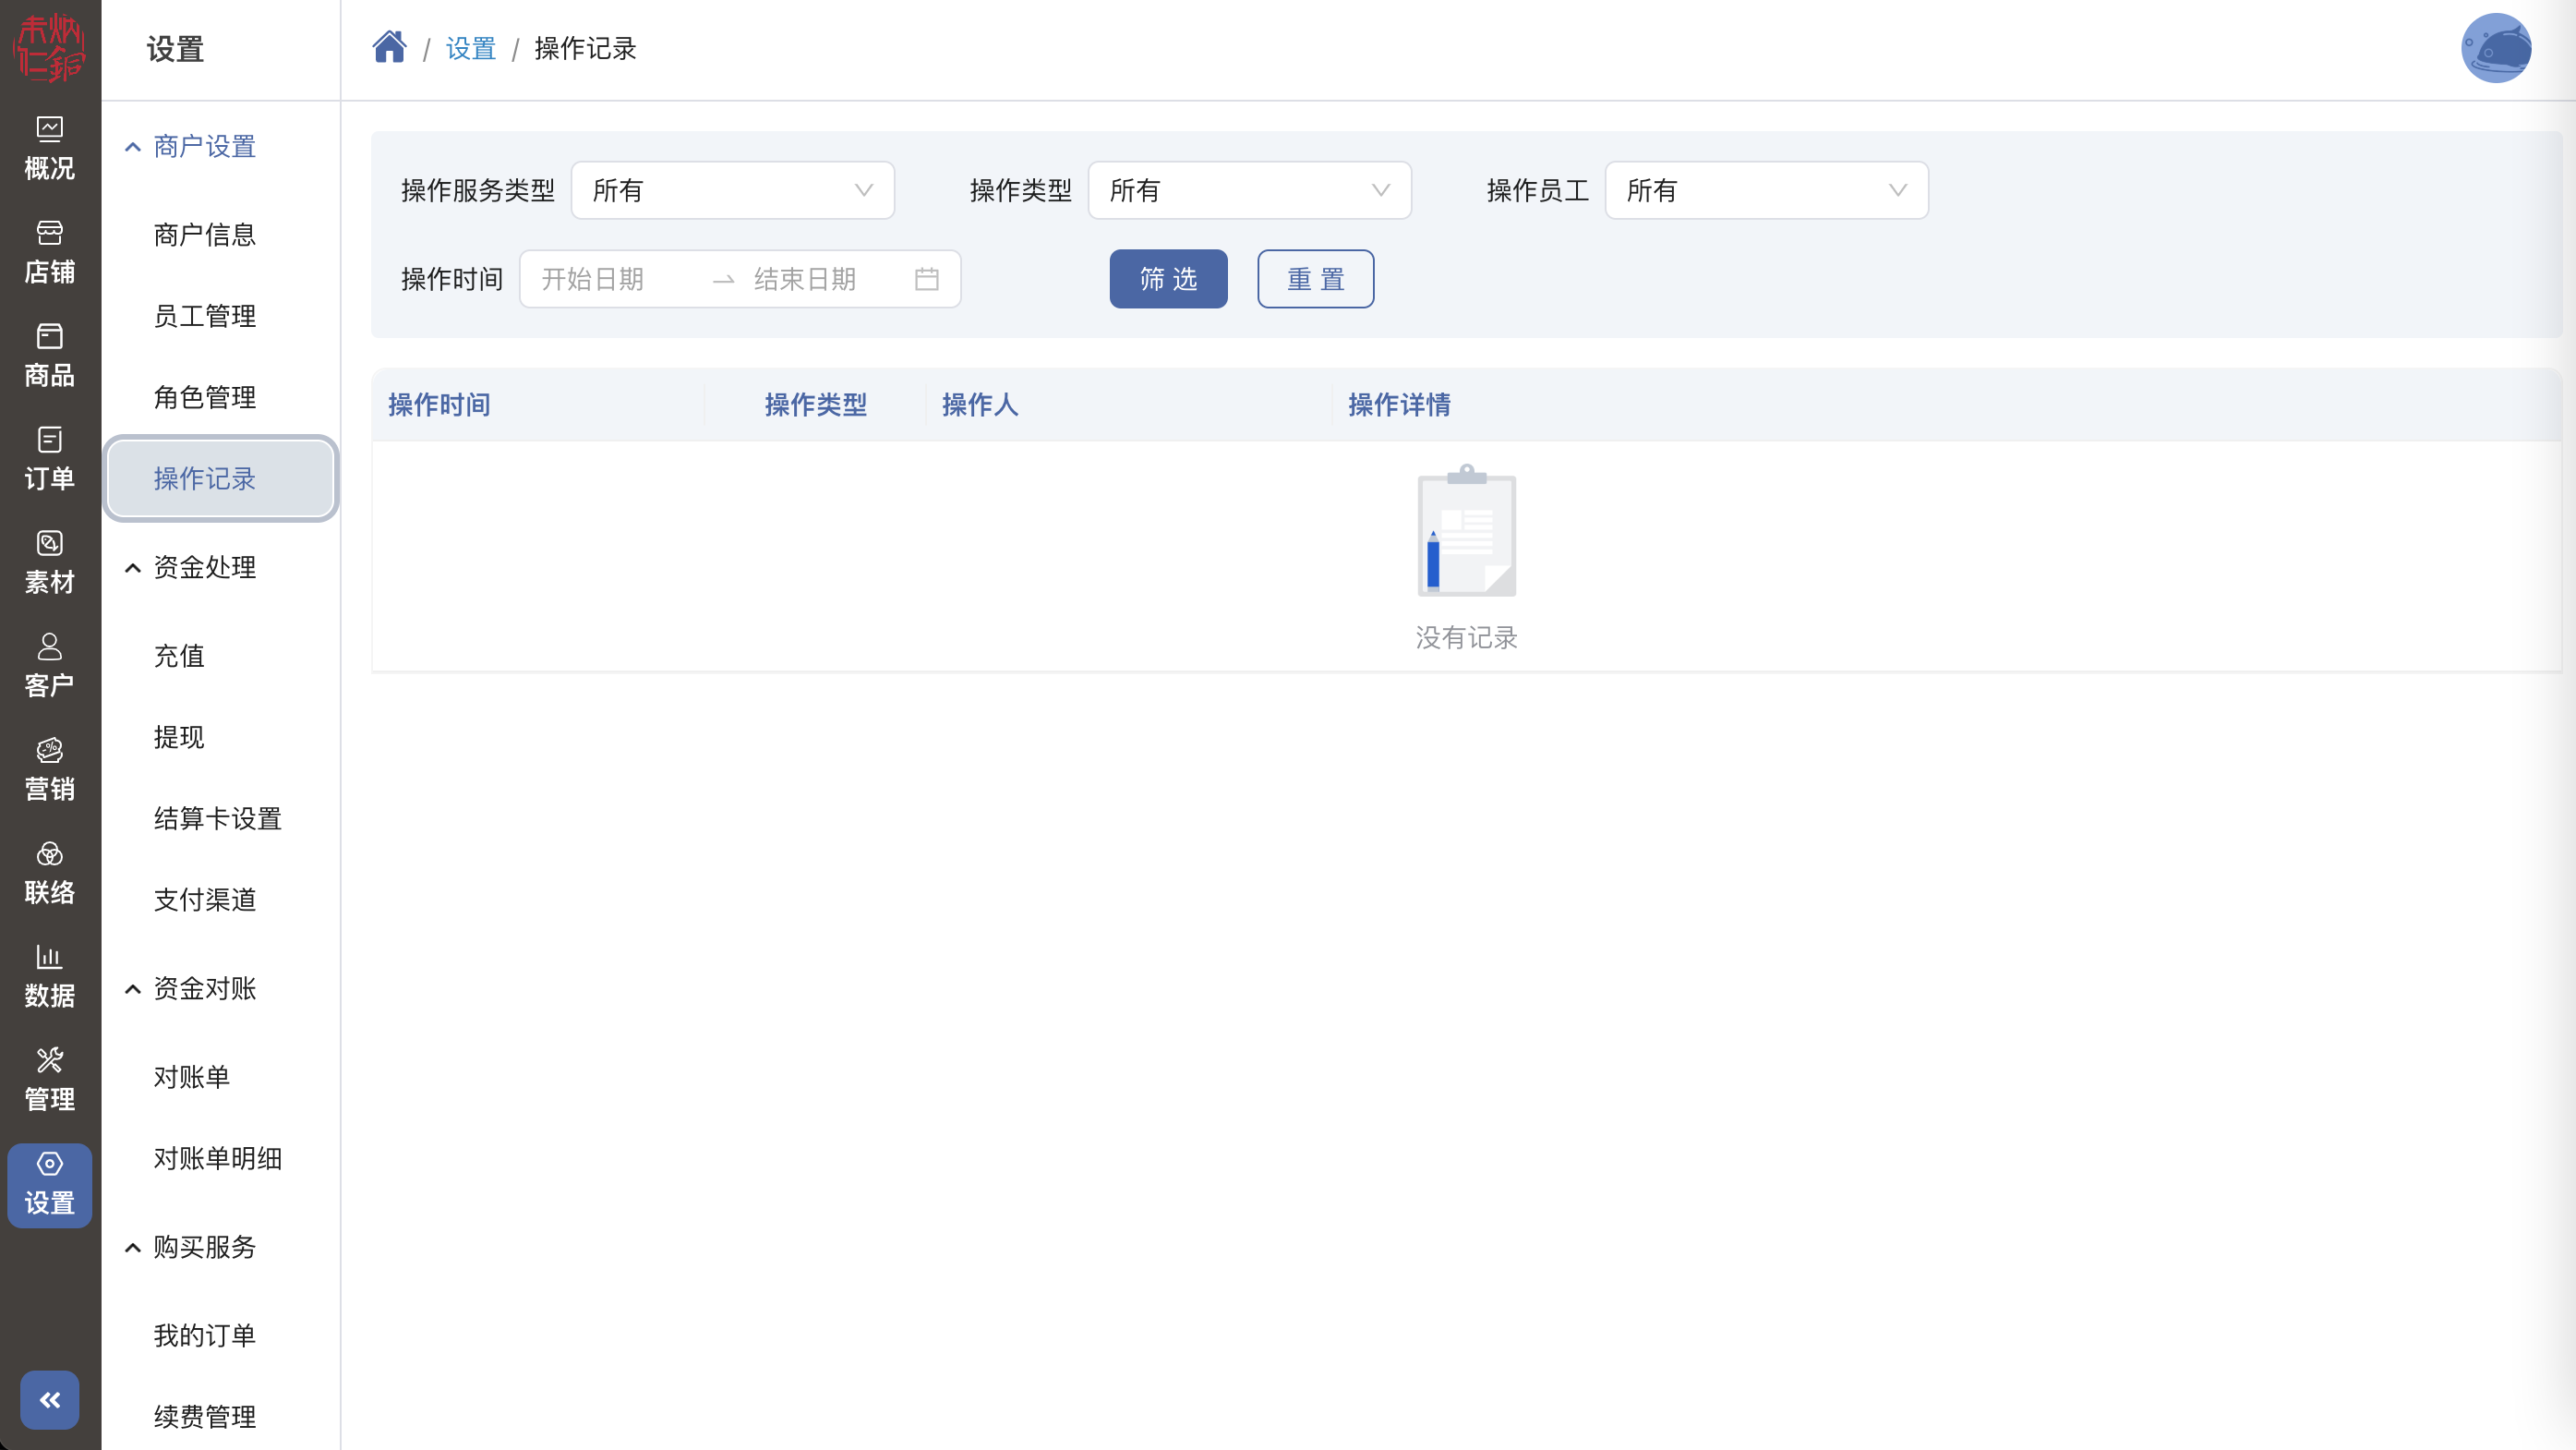 设置
/ 设置 / 操作记录
概况
店铺
商品
订单
素材
客户
营销
联络
数据
管理
设置
商户设置
商户信息
员工管理
角色管理
操作记录
资金处理
充值
提现
结算卡设置
支付渠道
资金对账
对账单
对账单明细
购买服务
我的订单
续费管理
操作服务类型 所有 操作类型 所有 操作员工 所有
操作时间 开始日期 → 结束日期 筛选 重置
操作时间 操作类型 操作人 操作详情
没有记录